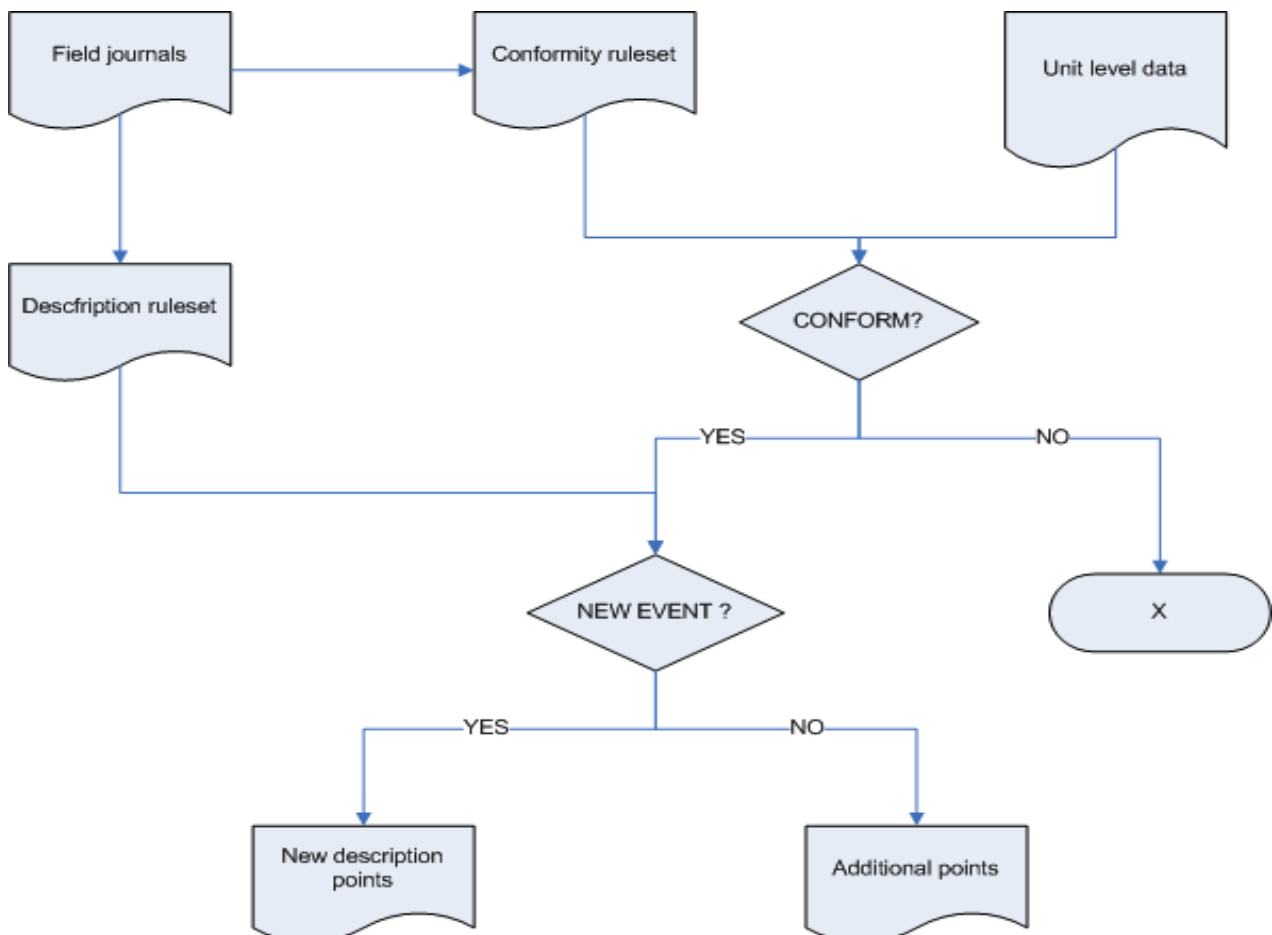 Field journals
Conformity ruleset
Unit level data
Descfription ruleset
CONFORM?
YES
NO
NEW EVENT ?
X
YES
NO
New description
points
Additional points